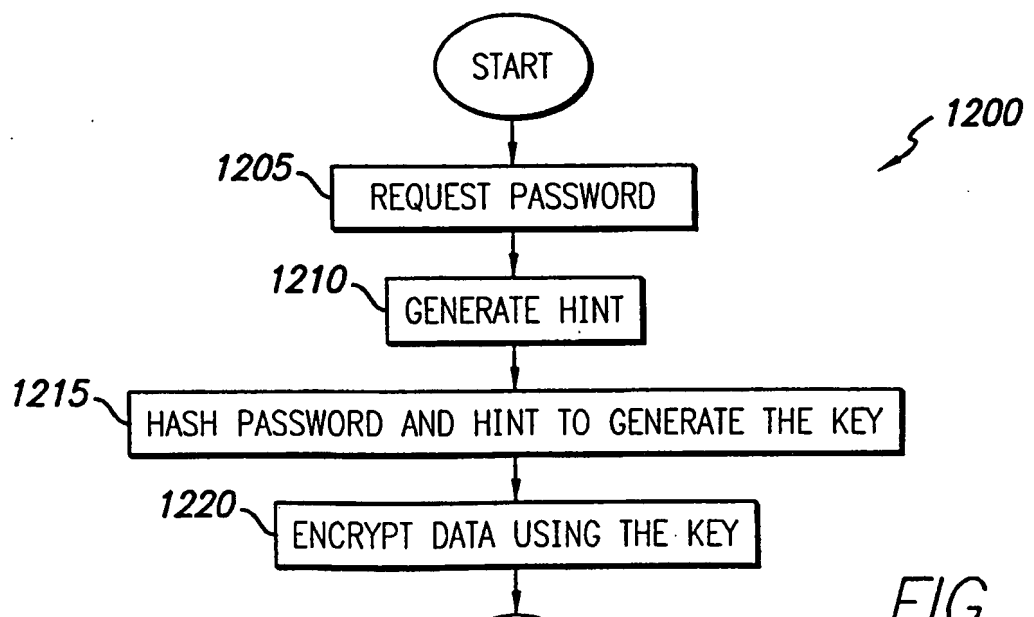 START
1200
1205
REQUEST PASSWORD
1210
GENERATE HINT
1215
HASH PASSWORD AND HINT TO GENERATE THE KEY
1220
ENCRYPT DATA USING THE KEY
FIG